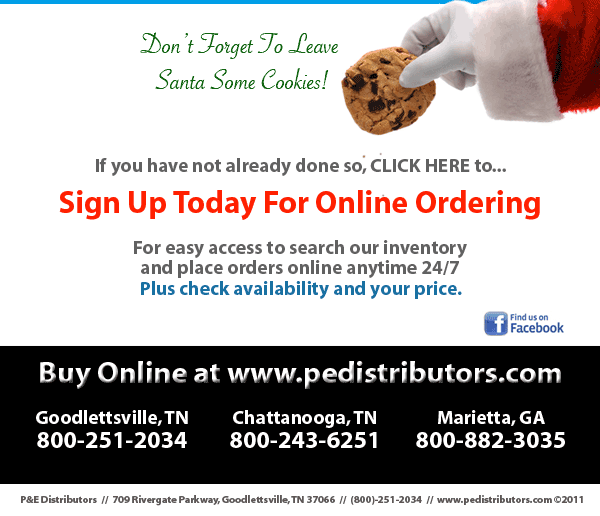 Don't Forget To Leave
Santa Some Cookies!
If you have not already done so, CLICK HERE to...
Sign Up Today For Online Ordering
For easy access to search our inventory
and place orders online anytime 24/7
Plus check availability and your price.
f Find us on
Facebook
Buy Online at www.pedistributors.com
Goodlettsville, TN Chattanooga, TN Marietta, GA
800-251-2034 800-243-6251 800-882-3035
P&E Distributors // 709 Rivergate Parkway, Goodlettsville, TN 37066 // (800)-251-2034 // www.pedistributors.com ©2011